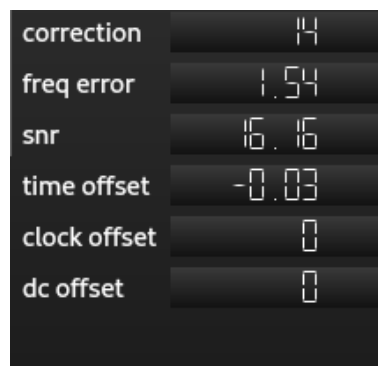 correction 14
freq error 1.54
snr 16.16
time offset -0.03
clock offset 0
dc offset 0